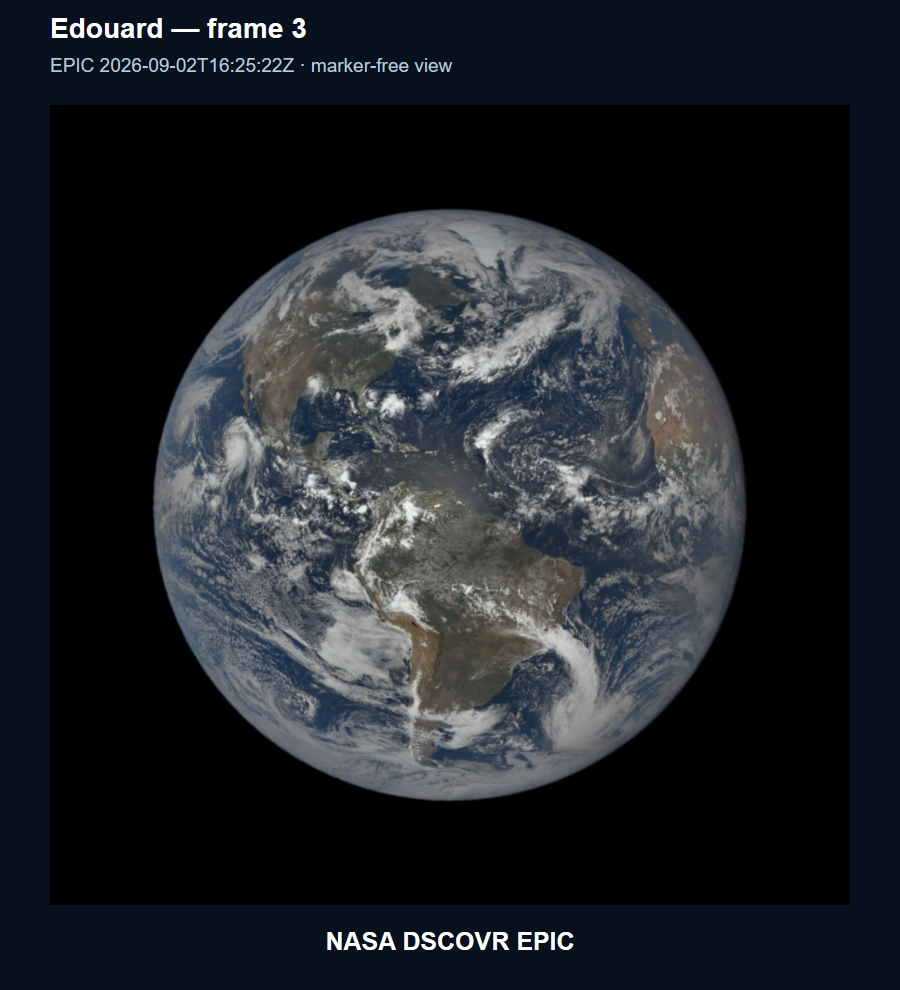 Edouard — frame 3
EPIC 2026-09-02T16:25:22Z · marker-free view
NASA DSCOVR EPIC